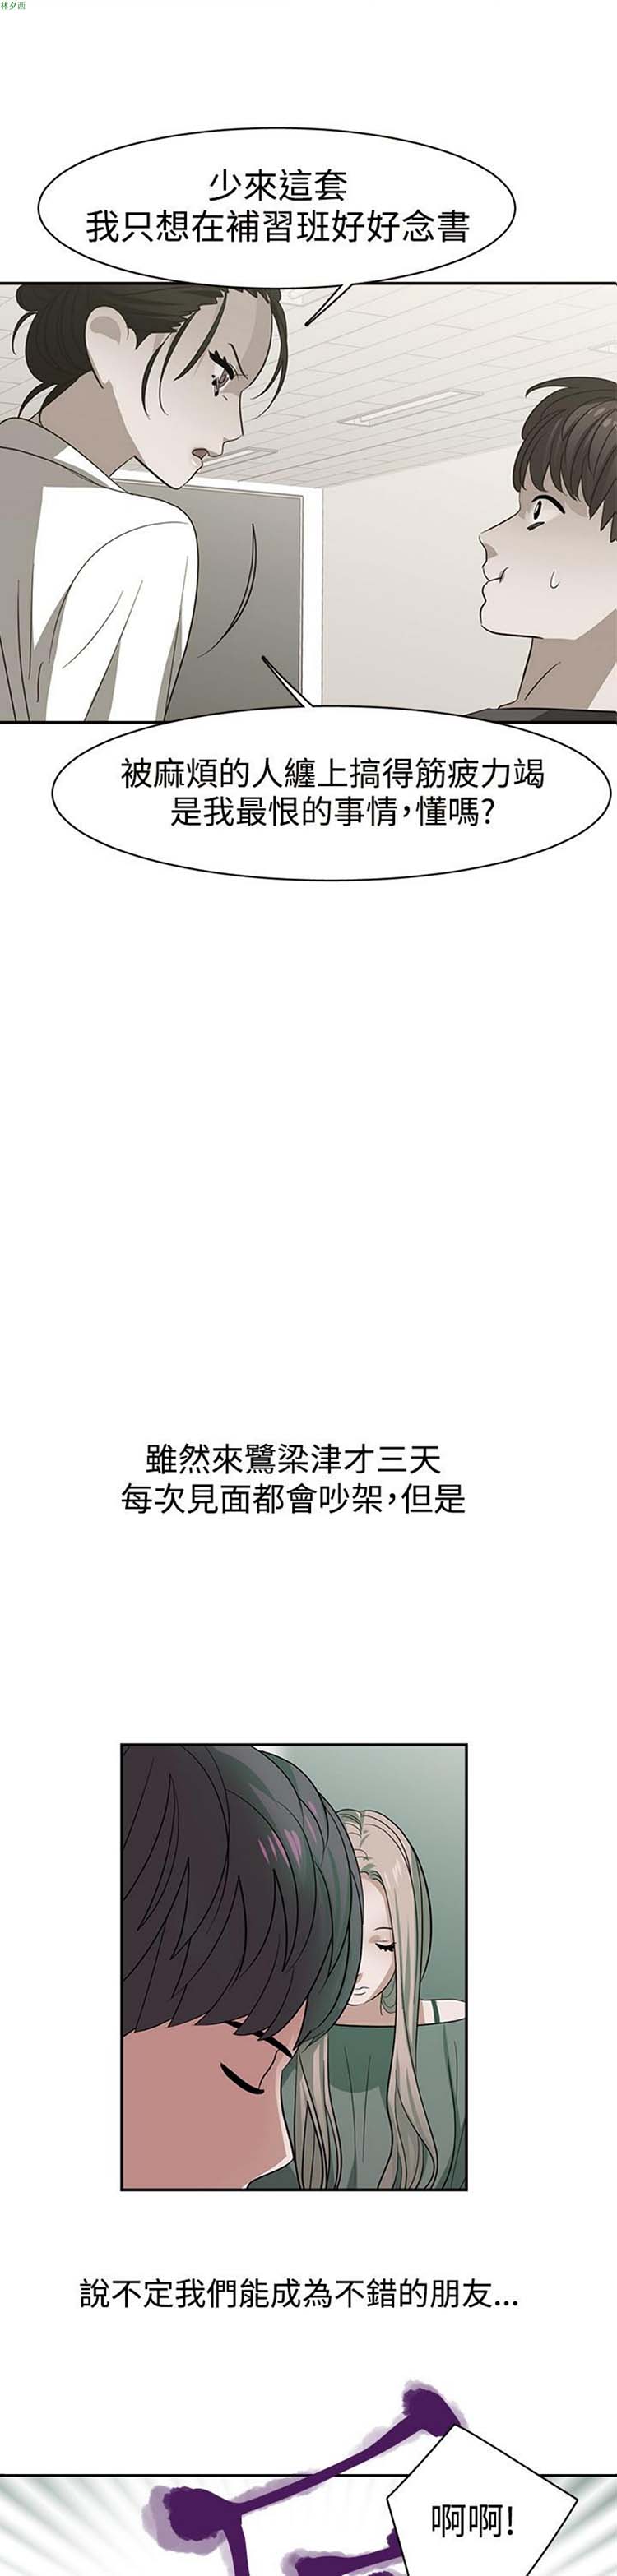 林夕西
少來這套
我只想在補習班好好念書
被麻煩的人纏上搞得筋疲力竭
是我最恨的事情,懂嗎?
雖然來鷺梁津才三天
每次見面都會吵架,但是
說不定我們能成為不錯的朋友...
啊啊!